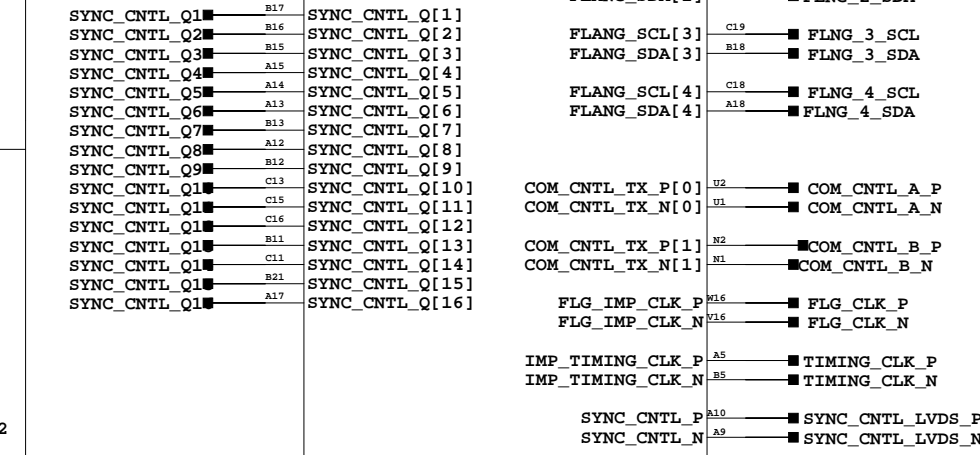 SYNC_CNTL_Q1 B17 SYNC_CNTL_Q[1]
SYNC_CNTL_Q2 B16 SYNC_CNTL_Q[2]
SYNC_CNTL_Q3 B15 SYNC_CNTL_Q[3]
SYNC_CNTL_Q4 A15 SYNC_CNTL_Q[4]
SYNC_CNTL_Q5 A14 SYNC_CNTL_Q[5]
SYNC_CNTL_Q6 A13 SYNC_CNTL_Q[6]
SYNC_CNTL_Q7 B13 SYNC_CNTL_Q[7]
SYNC_CNTL_Q8 A12 SYNC_CNTL_Q[8]
SYNC_CNTL_Q9 B12 SYNC_CNTL_Q[9]
SYNC_CNTL_Q1 C13 SYNC_CNTL_Q[10]
SYNC_CNTL_Q1 C15 SYNC_CNTL_Q[11]
SYNC_CNTL_Q1 C16 SYNC_CNTL_Q[12]
SYNC_CNTL_Q1 B11 SYNC_CNTL_Q[13]
SYNC_CNTL_Q1 C11 SYNC_CNTL_Q[14]
SYNC_CNTL_Q1 B21 SYNC_CNTL_Q[15]
SYNC_CNTL_Q1 A17 SYNC_CNTL_Q[16]
2
FLANG_SCL[3] C19 FLNG_3_SCL
FLANG_SDA[3] B18 FLNG_3_SDA
FLANG_SCL[4] C18 FLNG_4_SCL
FLANG_SDA[4] A18 FLNG_4_SDA
COM_CNTL_TX_P[0] U2 COM_CNTL_A_P
COM_CNTL_TX_N[0] U1 COM_CNTL_A_N
COM_CNTL_TX_P[1] N2 COM_CNTL_B_P
COM_CNTL_TX_N[1] N1 COM_CNTL_B_N
FLG_IMP_CLK_P W16 FLG_CLK_P
FLG_IMP_CLK_N V16 FLG_CLK_N
IMP_TIMING_CLK_P A5 TIMING_CLK_P
IMP_TIMING_CLK_N B5 TIMING_CLK_N
SYNC_CNTL_P A10 SYNC_CNTL_LVDS_P
SYNC_CNTL_N A9 SYNC_CNTL_LVDS_N